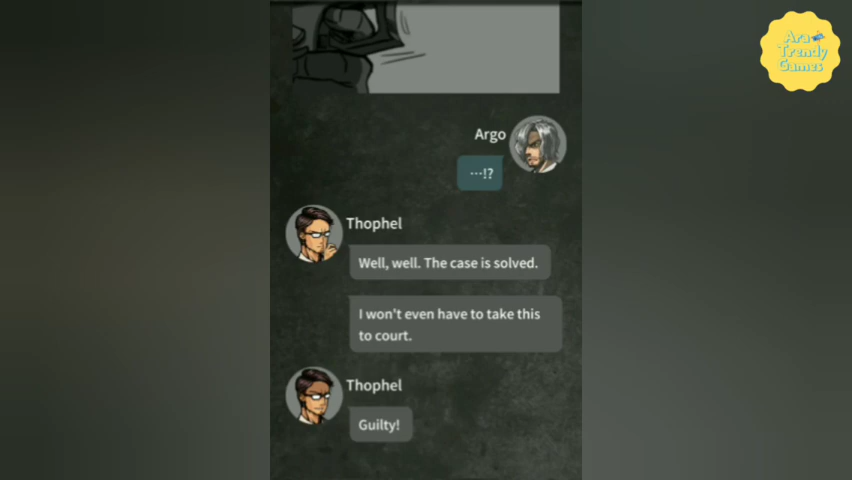 Ara
Trendy
Games
Argo
…!?
Thophel
Well, well. The case is solved.
I won't even have to take this
to court.
Thophel
Guilty!